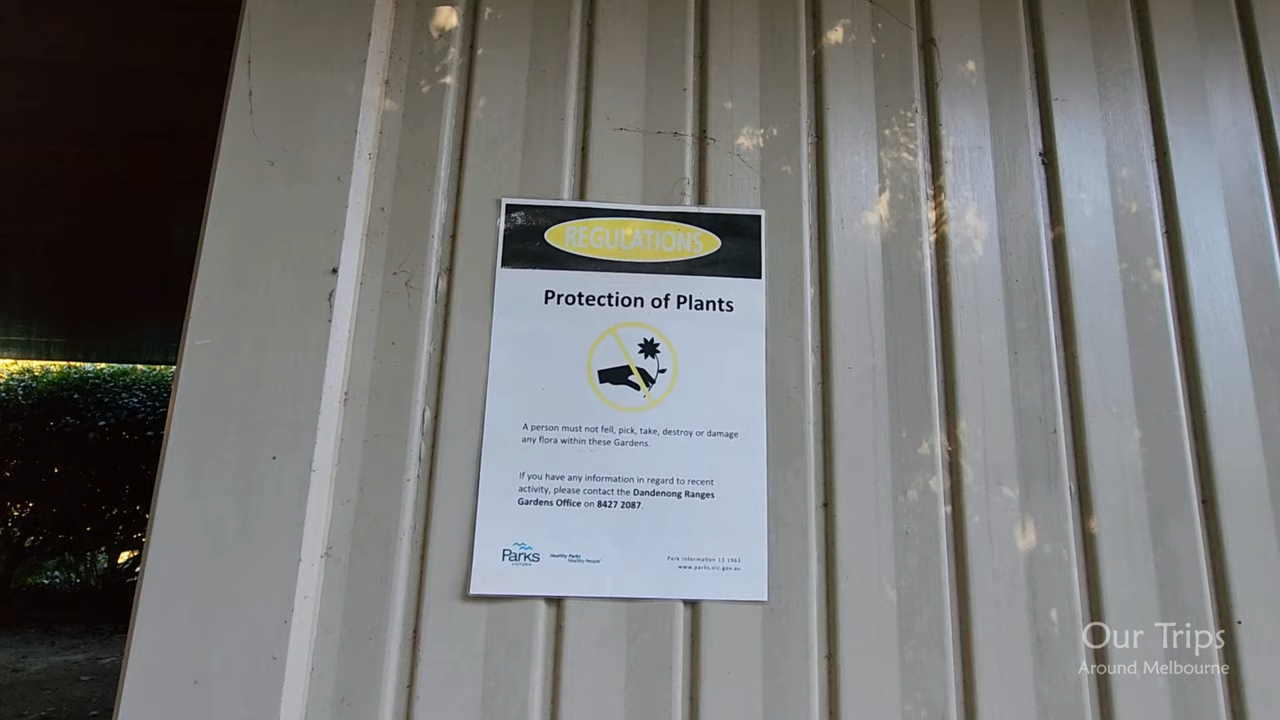 REGULATIONS
Protection of Plants
A person must not fell, pick, take, destroy or damage
any flora within these Gardens.
If you have any information in regard to recent
activity, please contact the Dandenong Ranges
Gardens Office on 8427 2087.
Parks
VICTORIA
Healthy Parks
Healthy People
Park Information 13 1963
www.parks.vic.gov.au
Our Trips
Around Melbourne